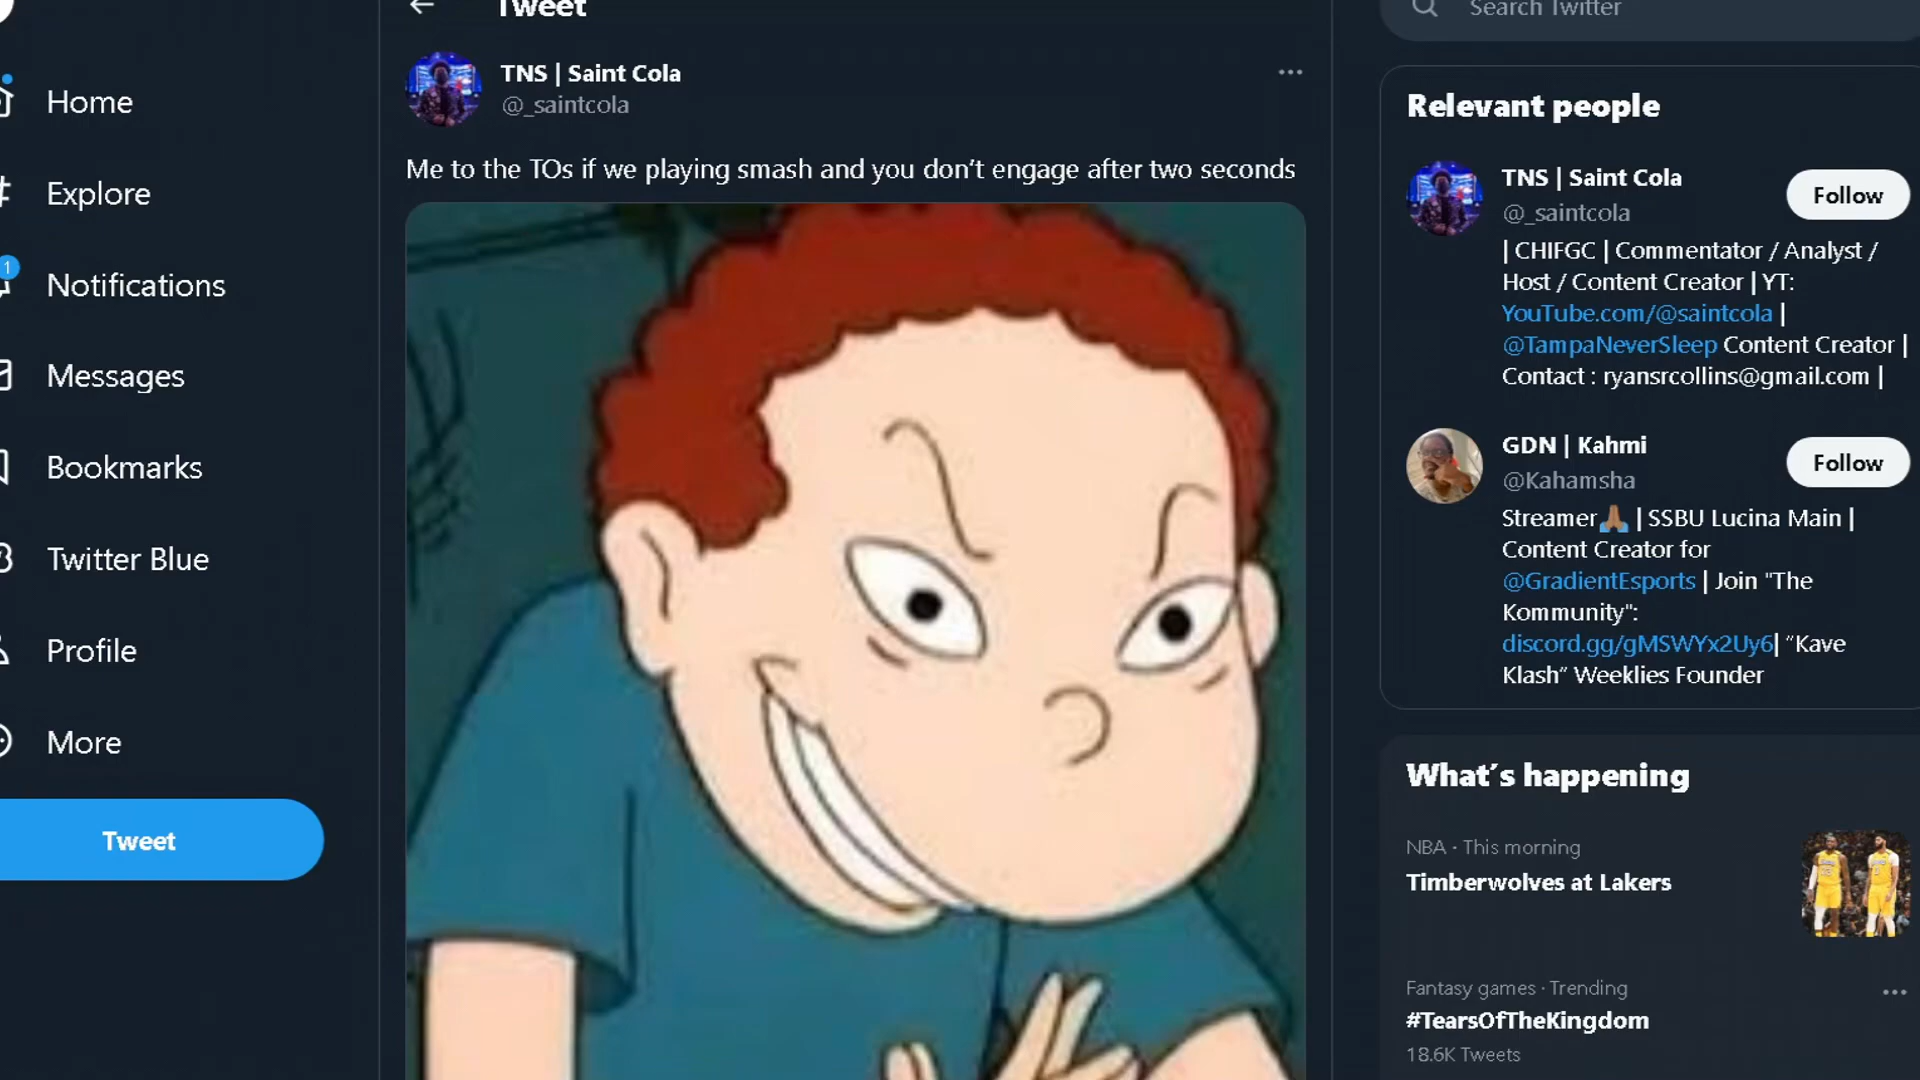 Tweet
Search Twitter
Home
Explore
1
Notifications
Messages
Bookmarks
Twitter Blue
Profile
More
Tweet
TNS | Saint Cola
@_saintcola
Me to the TOs if we playing smash and you don’t engage after two seconds
Relevant people
TNS | Saint Cola
@_saintcola
Follow
| CHIFGC | Commentator / Analyst /
Host / Content Creator | YT:
YouTube.com/@saintcola |
@TampaNeverSleep Content Creator |
Contact : ryansrcollins@gmail.com |
GDN | Kahmi
@Kahamsha
Follow
Streamer🙏🏾 | SSBU Lucina Main |
Content Creator for
@GradientEsports | Join "The
Kommunity":
discord.gg/gMSWYx2Uy6| “Kave
Klash” Weeklies Founder
What’s happening
NBA · This morning
Timberwolves at Lakers
Fantasy games · Trending
#TearsOfTheKingdom
18.6K Tweets